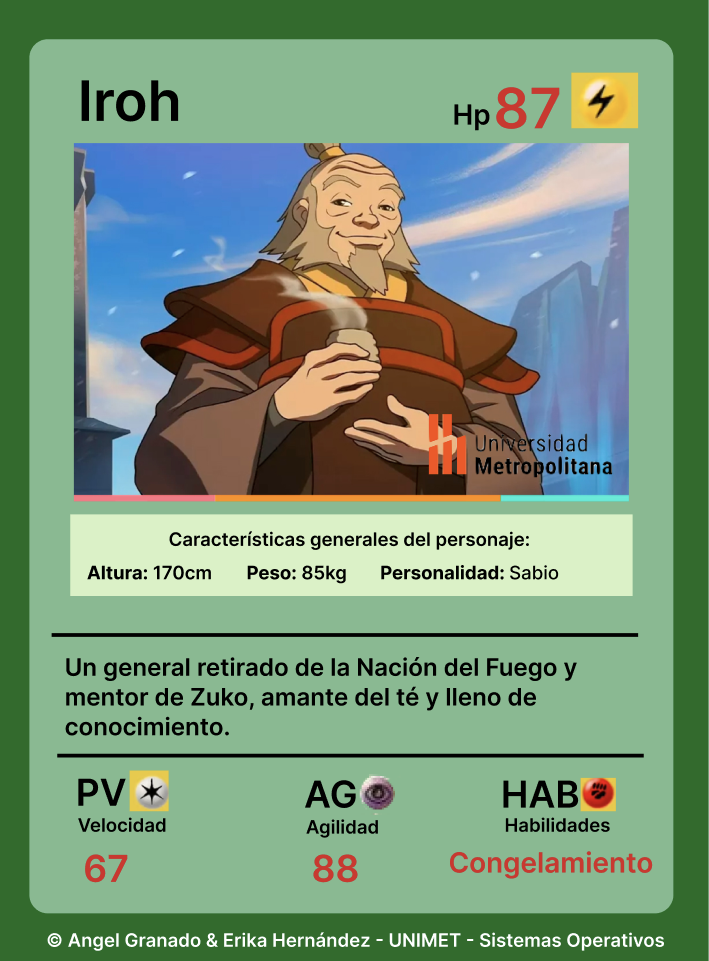 Iroh
Hp 87
Universidad
Metropolitana
Características generales del personaje:
Altura: 170cm Peso: 85kg Personalidad: Sabio
Un general retirado de la Nación del Fuego y
mentor de Zuko, amante del té y lleno de
conocimiento.
PV AG HAB
Velocidad Agilidad Habilidades
67 88 Congelamiento
© Angel Granado & Erika Hernández - UNIMET - Sistemas Operativos